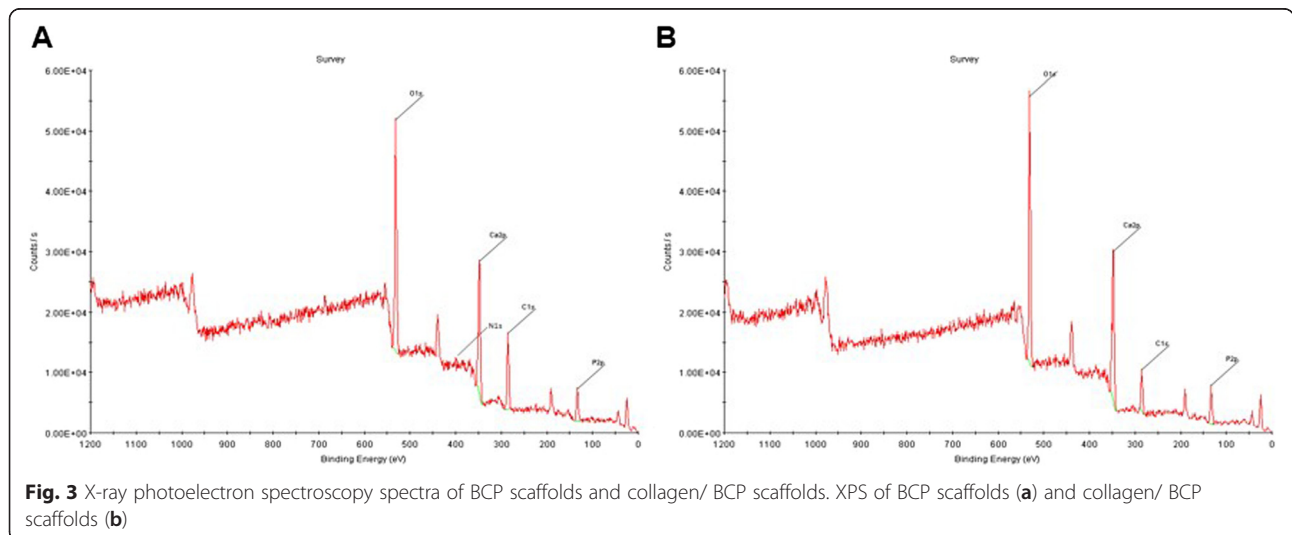 A
Survey
6.00E+04
5.00E+04
4.00E+04
3.00E+04
2.00E+04
1.00E+04
0.00E+00
Counts / s
O1s
Ca2p
C1s
N1s
P2p
1200 1100 1000 900 800 700 600 500 400 300 200 100 0
Binding Energy (eV)
B
Survey
6.00E+04
5.00E+04
4.00E+04
3.00E+04
2.00E+04
1.00E+04
0.00E+00
Counts / s
O1s
Ca2p
C1s
P2p
1200 1100 1000 900 800 700 600 500 400 300 200 100 0
Binding Energy (eV)
Fig. 3 X-ray photoelectron spectroscopy spectra of BCP scaffolds and collagen/ BCP scaffolds. XPS of BCP scaffolds (a) and collagen/ BCP
scaffolds (b)